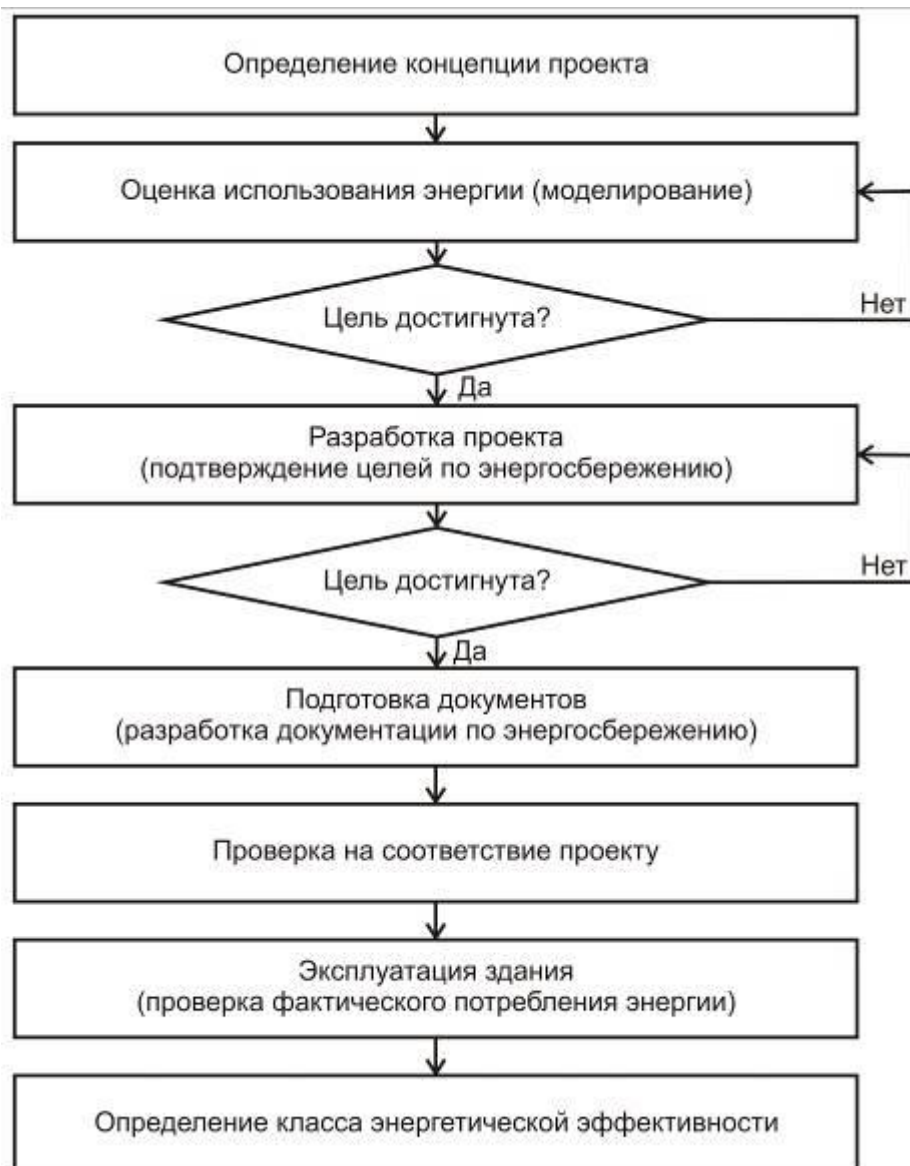 Определение концепции проекта
Оценка использования энергии (моделирование)
Цель достигнута?
Нет
Да
Разработка проекта
(подтверждение целей по энергосбережению)
Цель достигнута?
Нет
Да
Подготовка документов
(разработка документации по энергосбережению)
Проверка на соответствие проекту
Эксплуатация здания
(проверка фактического потребления энергии)
Определение класса энергетической эффективности